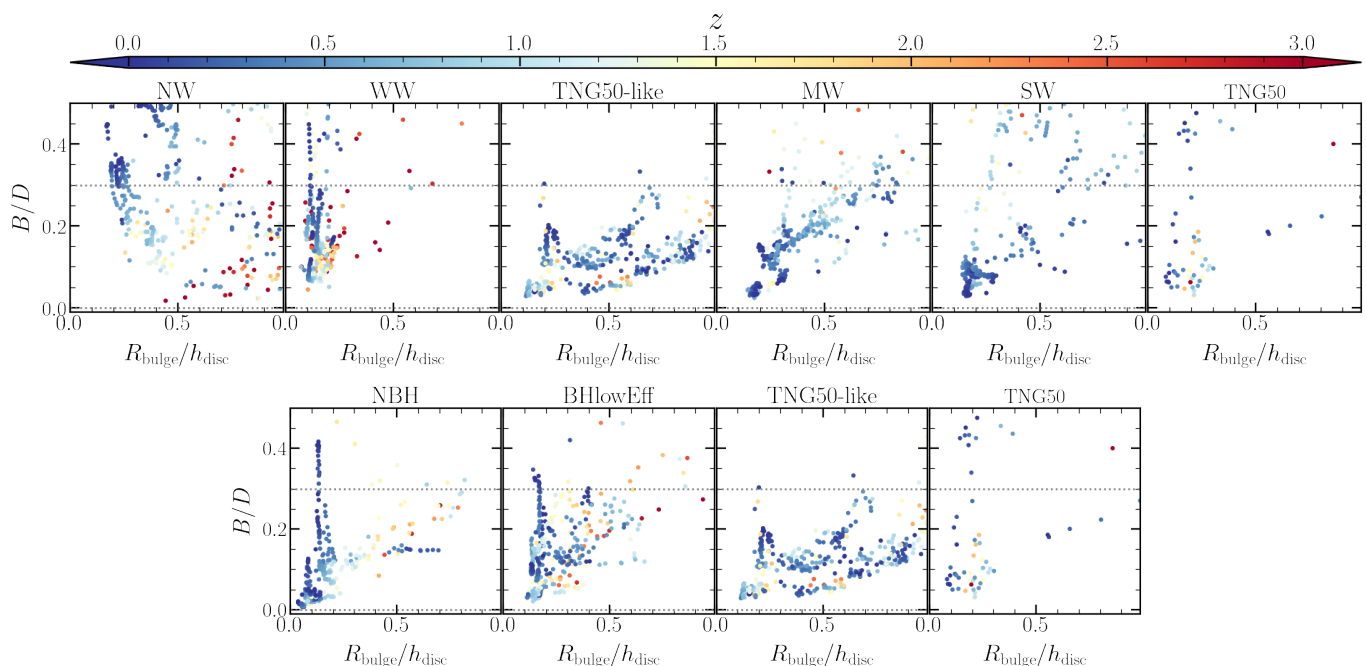 z
0.0 0.5 1.0 1.5 2.0 2.5 3.0
NW WW TNG50-like MW SW TNG50
0.4
0.2
0.0
B/D
0.0 0.5 0.0 0.5 0.0 0.5 0.0 0.5 0.0 0.5 0.0 0.5
R_bulge/h_disc R_bulge/h_disc R_bulge/h_disc R_bulge/h_disc R_bulge/h_disc R_bulge/h_disc
NBH BHlowEff TNG50-like TNG50
0.4
0.2
0.0
B/D
0.0 0.5 0.0 0.5 0.0 0.5 0.0 0.5
R_bulge/h_disc R_bulge/h_disc R_bulge/h_disc R_bulge/h_disc